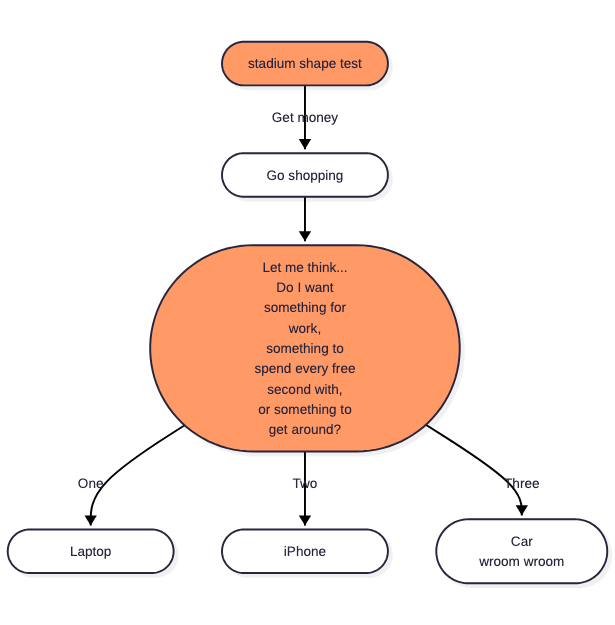 stadium shape test
Get money
Go shopping
Let me think...
Do I want
something for
work,
something to
spend every free
second with,
or something to
get around?
One
Two
Three
Laptop
iPhone
Car
wroom wroom